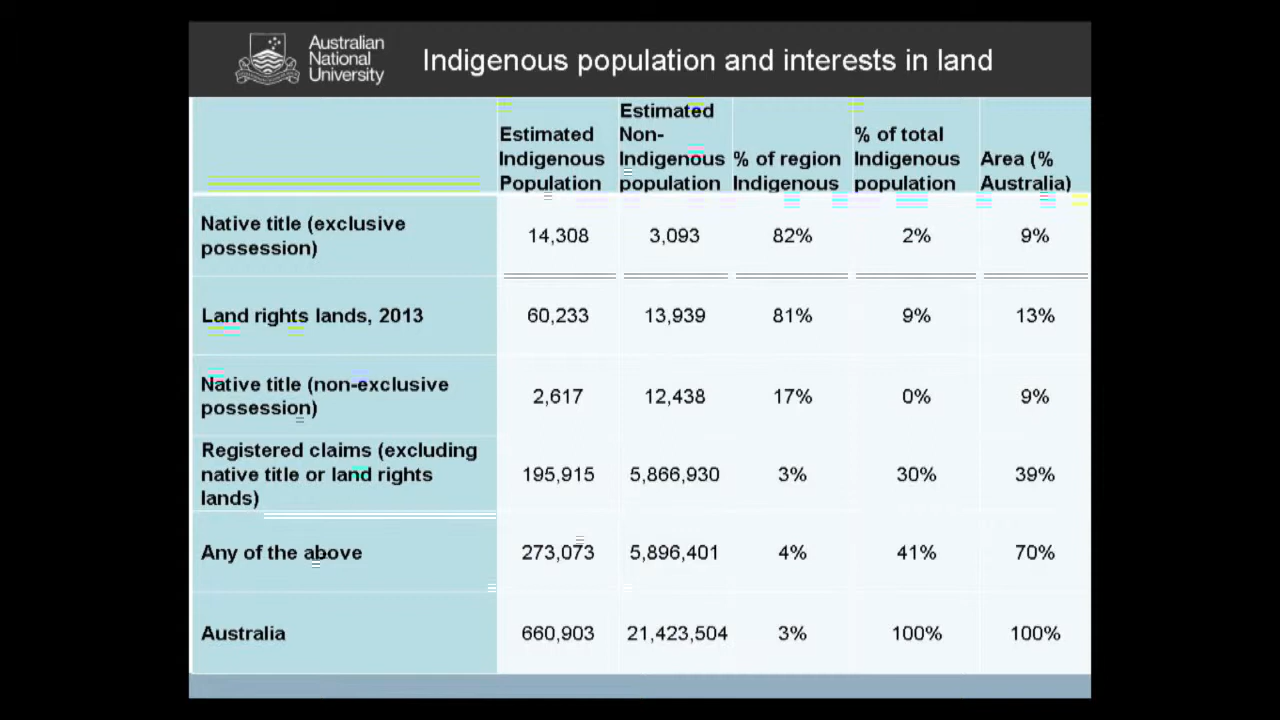 Australian
National
University
Indigenous population and interests in land
Estimated Indigenous Population
Estimated Non-Indigenous population
% of region Indigenous
% of total Indigenous population
Area (% Australia)
Native title (exclusive possession) 14,308 3,093 82% 2% 9%
Land rights lands, 2013 60,233 13,939 81% 9% 13%
Native title (non-exclusive possession) 2,617 12,438 17% 0% 9%
Registered claims (excluding native title or land rights lands) 195,915 5,866,930 3% 30% 39%
Any of the above 273,073 5,896,401 4% 41% 70%
Australia 660,903 21,423,504 3% 100% 100%